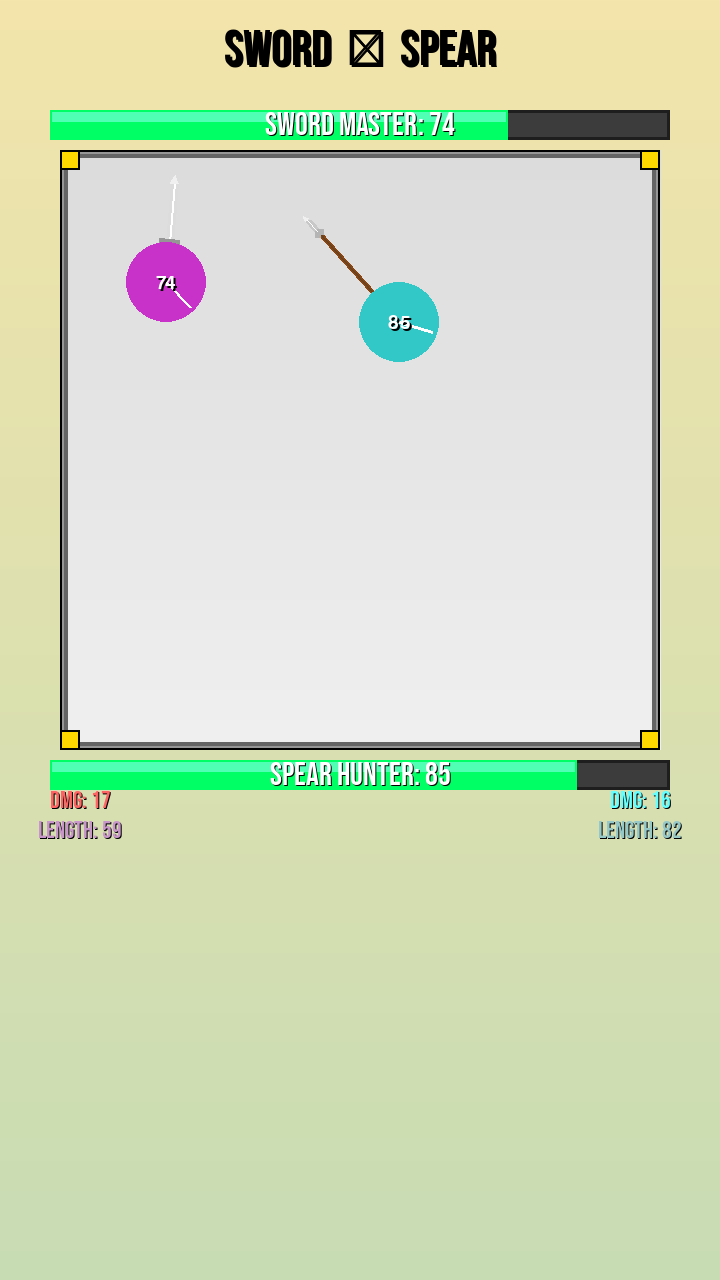 SWORD ☒ SPEAR
SWORD MASTER: 74
74
85
SPEAR HUNTER: 85
DMG: 17
DMG: 16
LENGTH: 59
LENGTH: 82